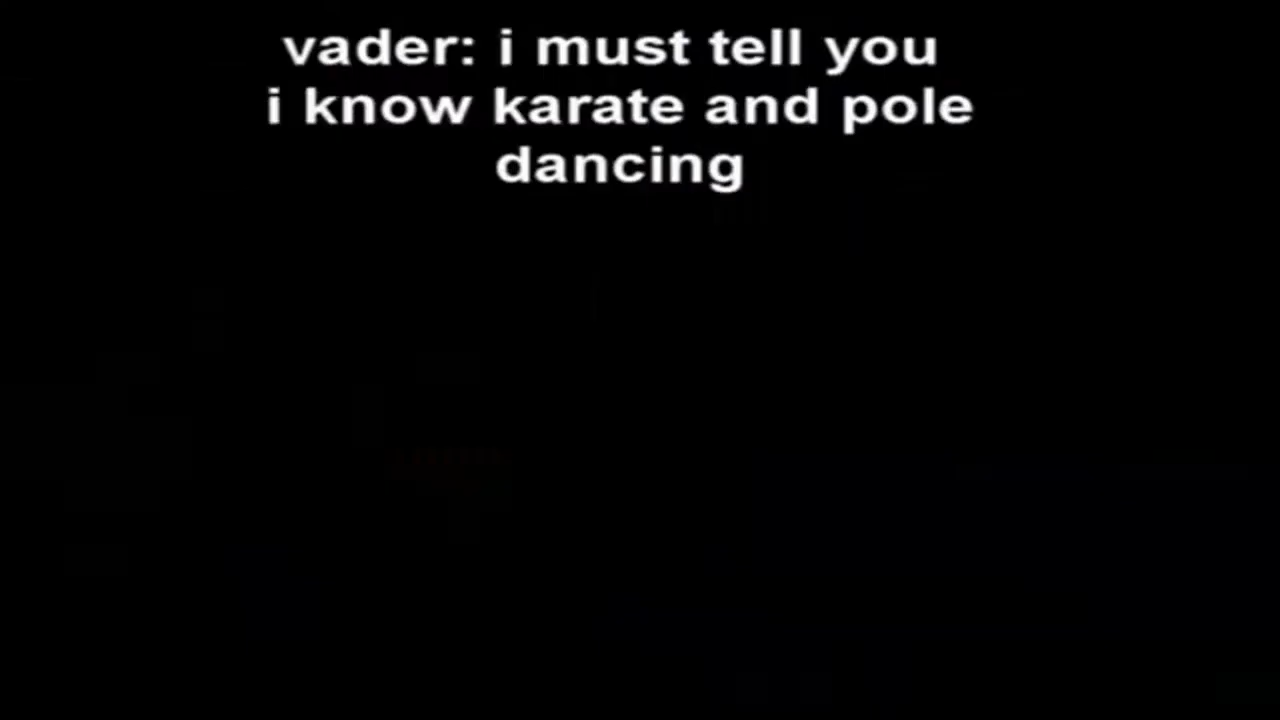 vader: i must tell you
i know karate and pole
dancing